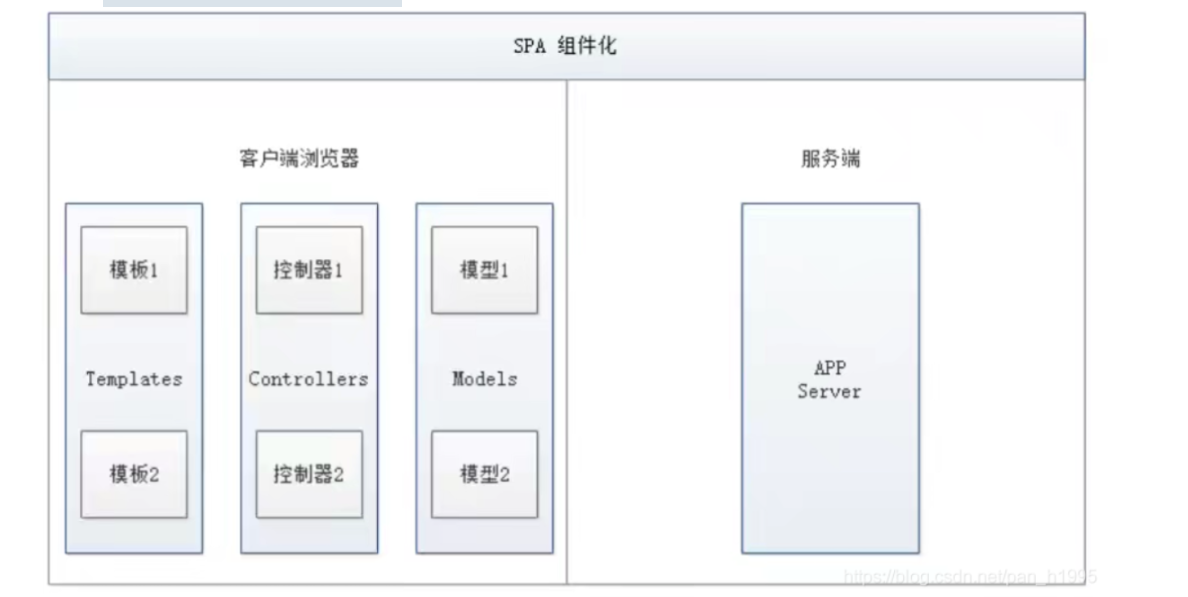 SPA 组件化
客户端浏览器
服务端
模板1
控制器1
模型1
Templates
Controllers
Models
APP
Server
模板2
控制器2
模型2
https://blog.csdn.net/pan_h1995